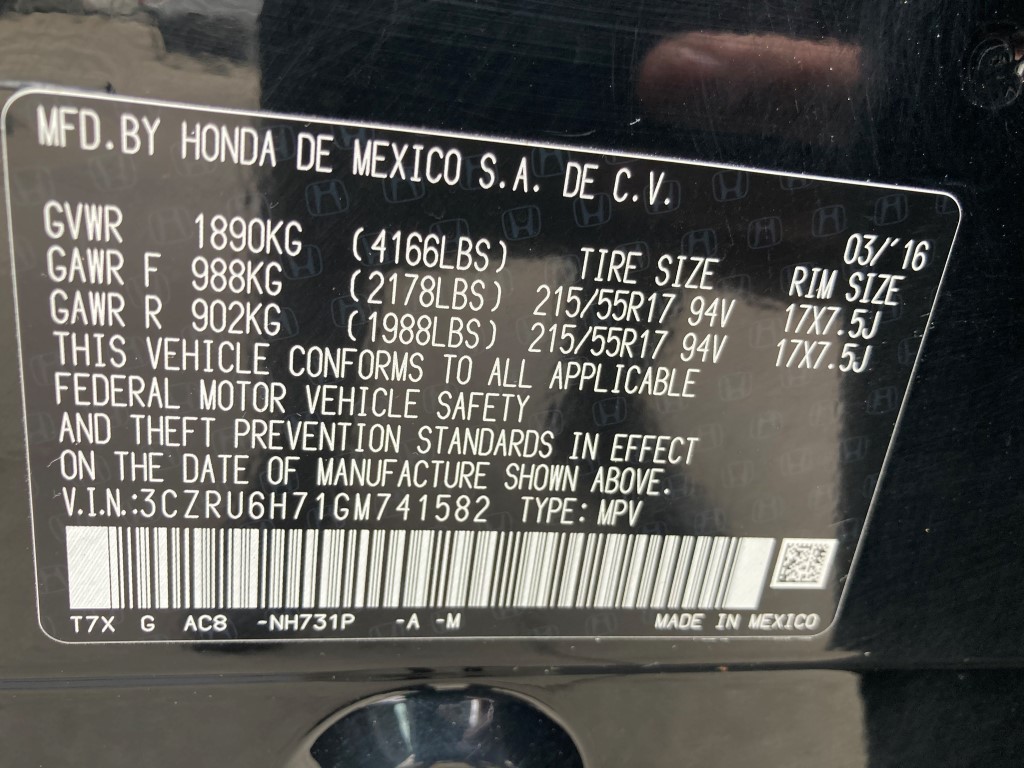 MFD.BY HONDA DE MEXICO S.A. DE C.V.
03/'16
GVWR 1890KG (4166LBS) TIRE SIZE RIM SIZE
GAWR F 988KG (2178LBS) 215/55R17 94V 17X7.5J
GAWR R 902KG (1988LBS) 215/55R17 94V 17X7.5J
THIS VEHICLE CONFORMS TO ALL APPLICABLE
FEDERAL MOTOR VEHICLE SAFETY
AND THEFT PREVENTION STANDARDS IN EFFECT
ON THE DATE OF MANUFACTURE SHOWN ABOVE.
V.I.N.:3CZRU6H71GM741582 TYPE: MPV
T7X G AC8 -NH731P -A -M MADE IN MEXICO